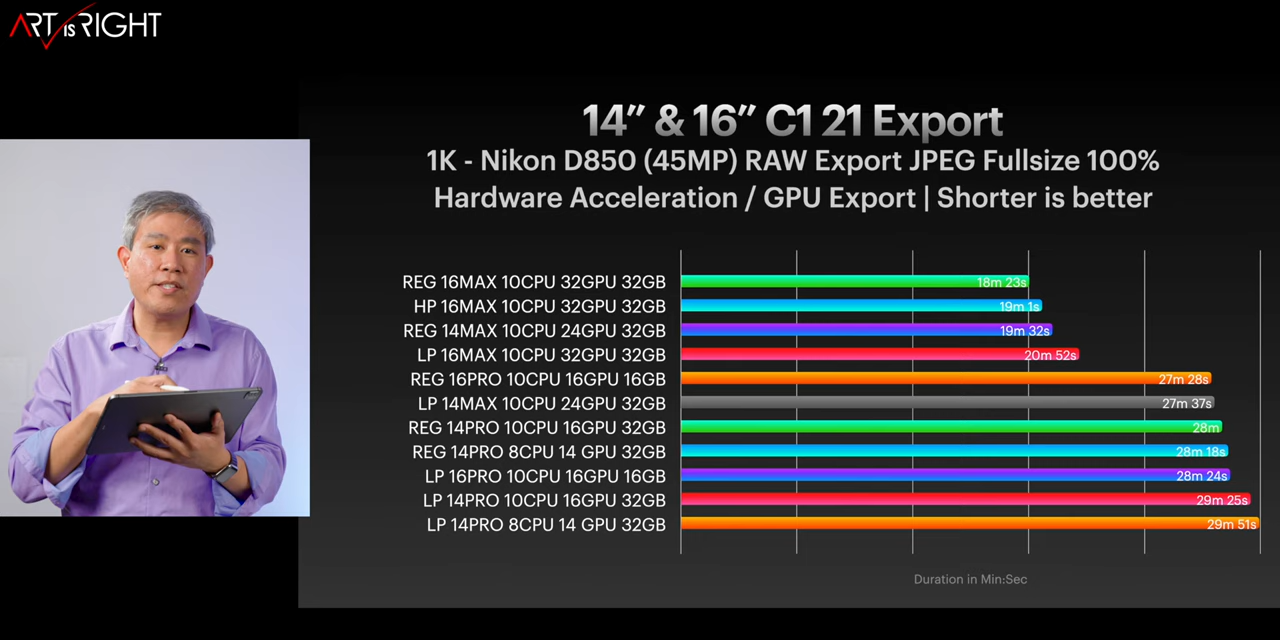 ART IS RIGHT
14” & 16” C1 21 Export
1K - Nikon D850 (45MP) RAW Export JPEG Fullsize 100%
Hardware Acceleration / GPU Export | Shorter is better
REG 16MAX 10CPU 32GPU 32GB 18m 23s
HP 16MAX 10CPU 32GPU 32GB 19m 1s
REG 14MAX 10CPU 24GPU 32GB 19m 32s
LP 16MAX 10CPU 32GPU 32GB 20m 52s
REG 16PRO 10CPU 16GPU 16GB 27m 28s
LP 14MAX 10CPU 24GPU 32GB 27m 37s
REG 14PRO 10CPU 16GPU 32GB 28m
REG 14PRO 8CPU 14 GPU 32GB 28m 18s
LP 16PRO 10CPU 16GPU 16GB 28m 24s
LP 14PRO 10CPU 16GPU 32GB 29m 25s
LP 14PRO 8CPU 14 GPU 32GB 29m 51s
Duration in Min:Sec